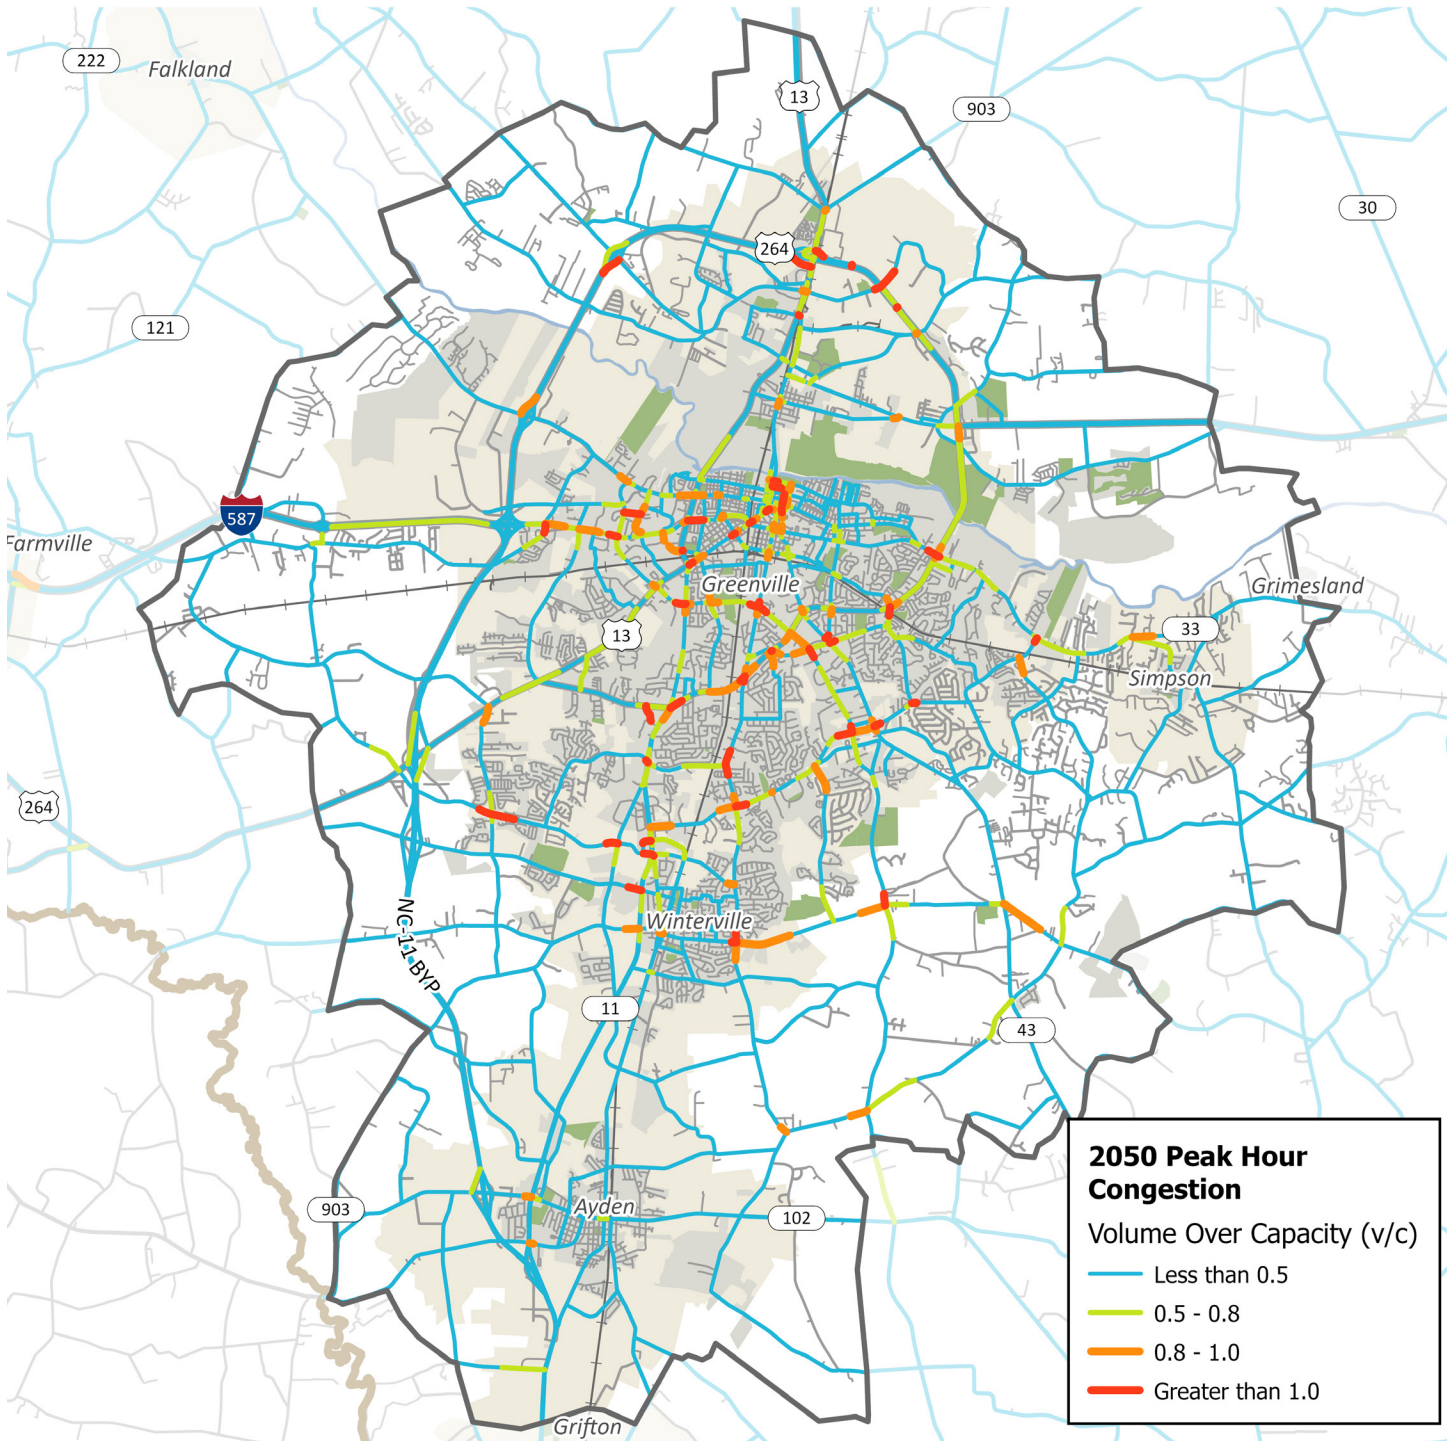 222
Falkland
13
903
30
264
121
587
Farmville
Greenville
Grimesland
13
33
Simpson
264
NC-11 BYP
Winterville
11
43
903
Ayden
102
Grifton
2050 Peak Hour
Congestion
Volume Over Capacity (v/c)
Less than 0.5
0.5 - 0.8
0.8 - 1.0
Greater than 1.0